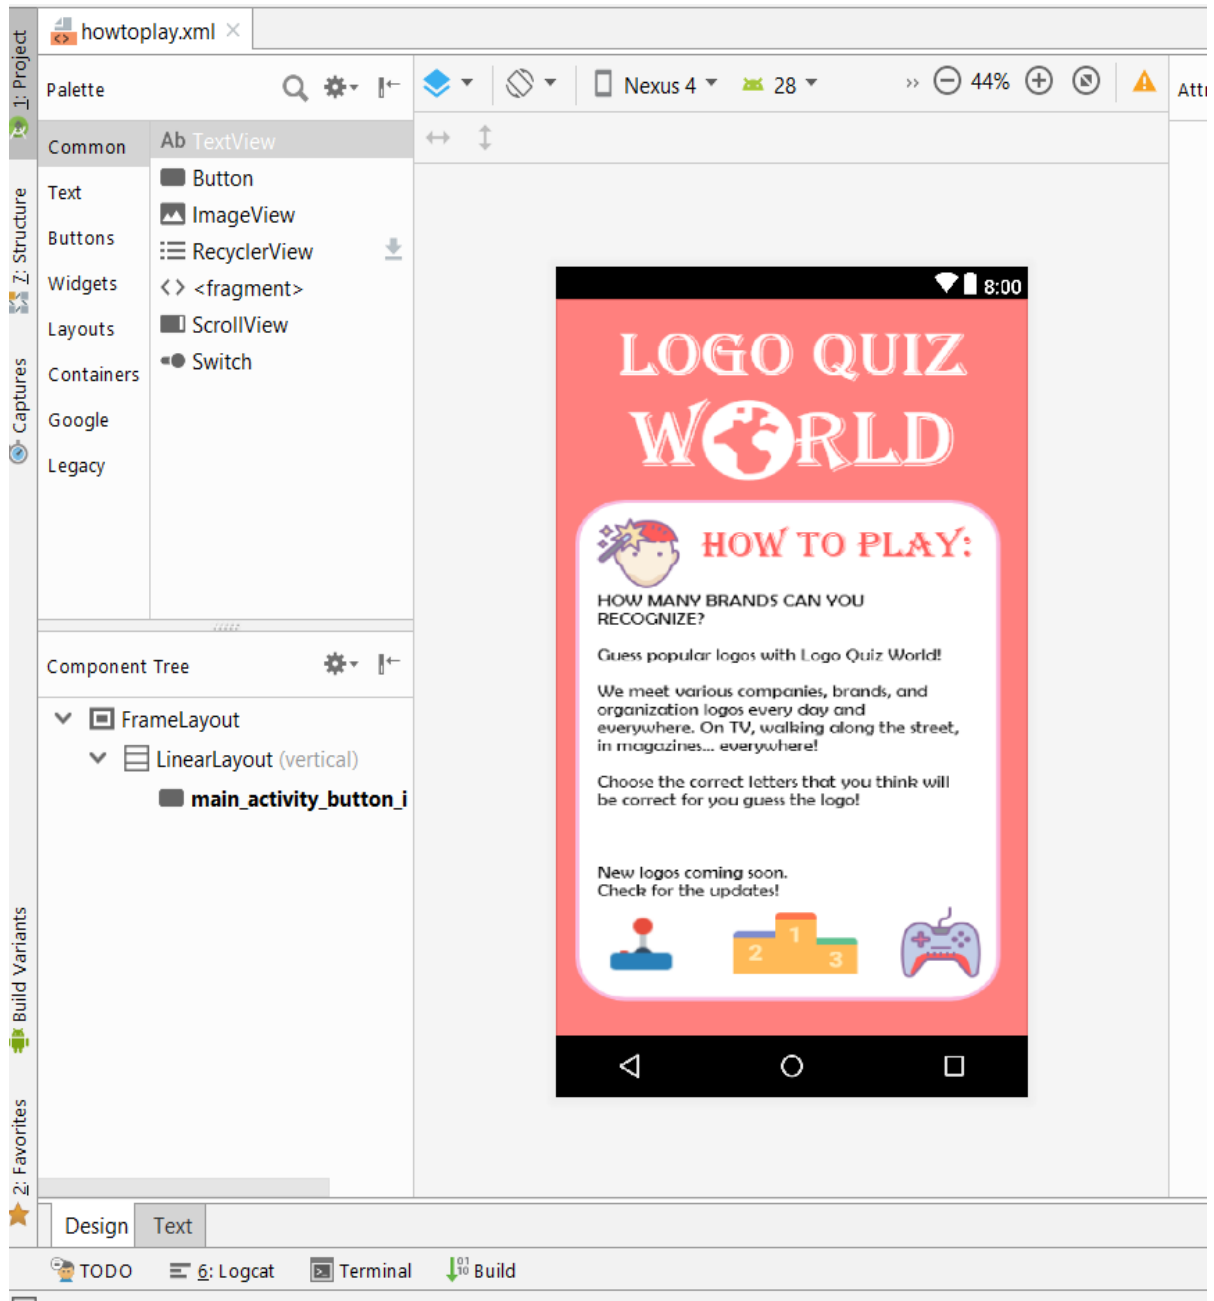 howtoplay.xml
1: Project
Z: Structure
Captures
Build Variants
2: Favorites
Palette
Common
Text
Buttons
Widgets
Layouts
Containers
Google
Legacy
Ab TextView
Button
ImageView
RecyclerView
<fragment>
ScrollView
Switch
Nexus 4
28
44%
Component Tree
FrameLayout
LinearLayout (vertical)
main_activity_button_i
8:00
LOGO QUIZ
WORLD
HOW TO PLAY:
HOW MANY BRANDS CAN YOU
RECOGNIZE?
Guess popular logos with Logo Quiz World!
We meet various companies, brands, and
organization logos every day and
everywhere. On TV, walking along the street,
in magazines... everywhere!
Choose the correct letters that you think will
be correct for you guess the logo!
New logos coming soon.
Check for the updates!
1
2
3
Design
Text
TODO
6: Logcat
Terminal
Build